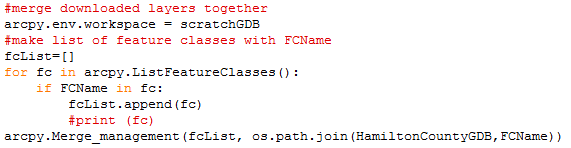 #merge downloaded layers together
arcpy.env.workspace = scratchGDB
#make list of feature classes with FCName
fcList=[]
for fc in arcpy.ListFeatureClasses():
    if FCName in fc:
        fcList.append(fc)
        #print (fc)
arcpy.Merge_management(fcList, os.path.join(HamiltonCountyGDB,FCName))